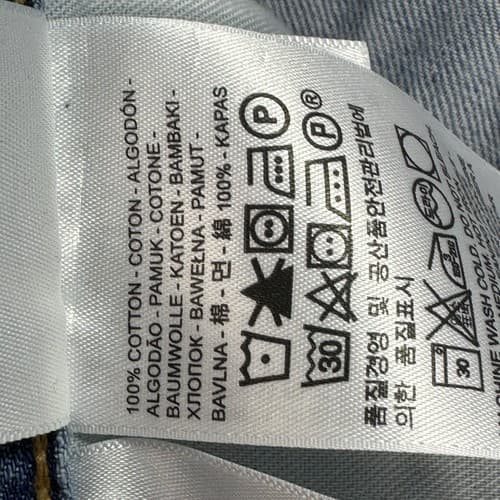 100% COTTON - COTON - ALGODÓN -
ALGODÃO - PAMUK - COTONE -
BAUMWOLLE - KATOEN - BAMBAKI -
ХЛОПОК - BAWEŁNA - PAMUT -
BAVLNA - 棉 - 면 - 綿 100% - KAPAS
P
30 P ®
품질경영 및 공산품안전관리법에
의한 품질표시
30
WASH COLD